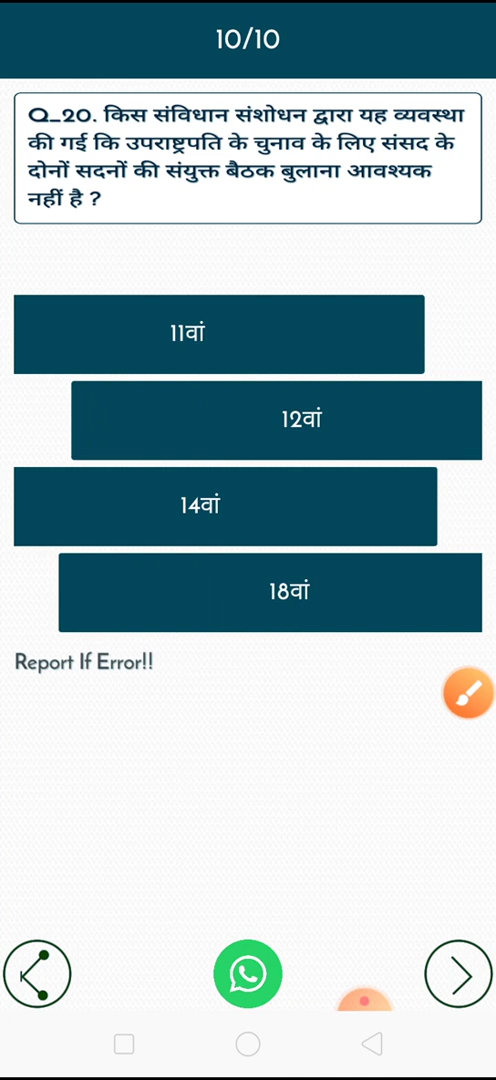 10/10
Q_20. किस संविधान संशोधन द्वारा यह व्यवस्था
की गई कि उपराष्ट्रपति के चुनाव के लिए संसद के
दोनों सदनों की संयुक्त बैठक बुलाना आवश्यक
नहीं है ?
11वां
12वां
14वां
18वां
Report If Error!!